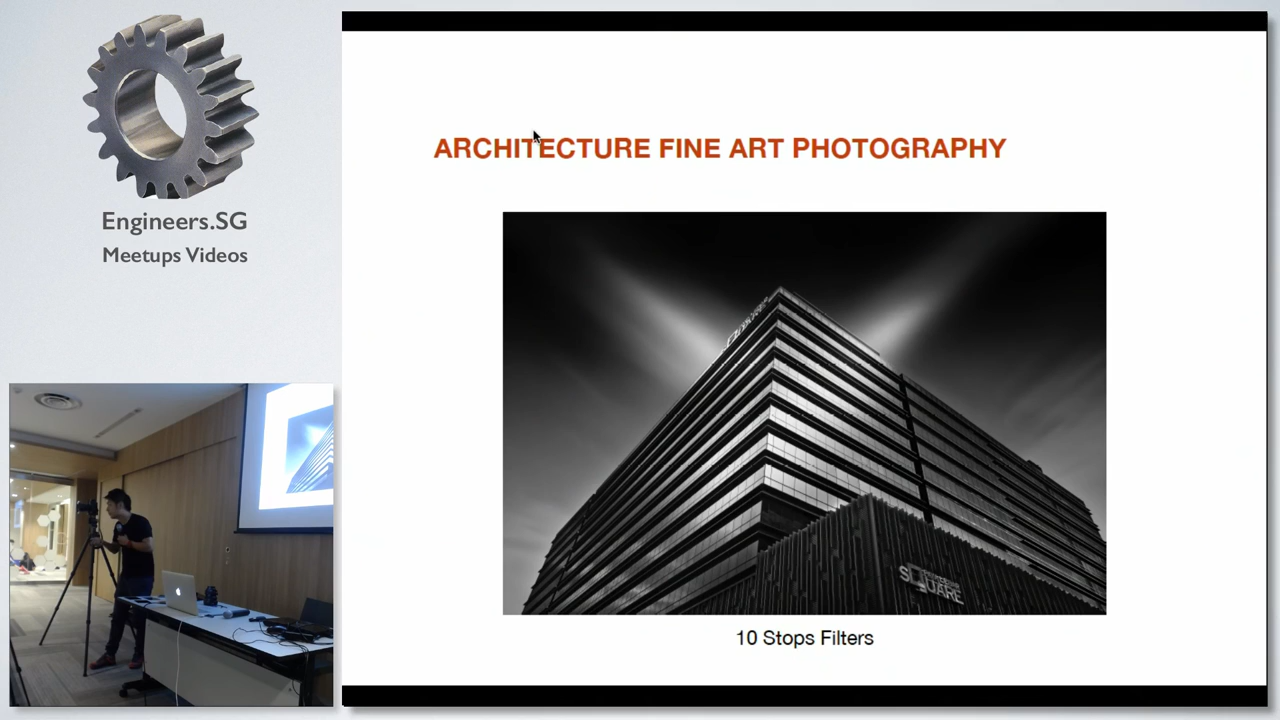 Engineers.SG
Meetups Videos
ARCHITECTURE FINE ART PHOTOGRAPHY
SQUARE
10 Stops Filters